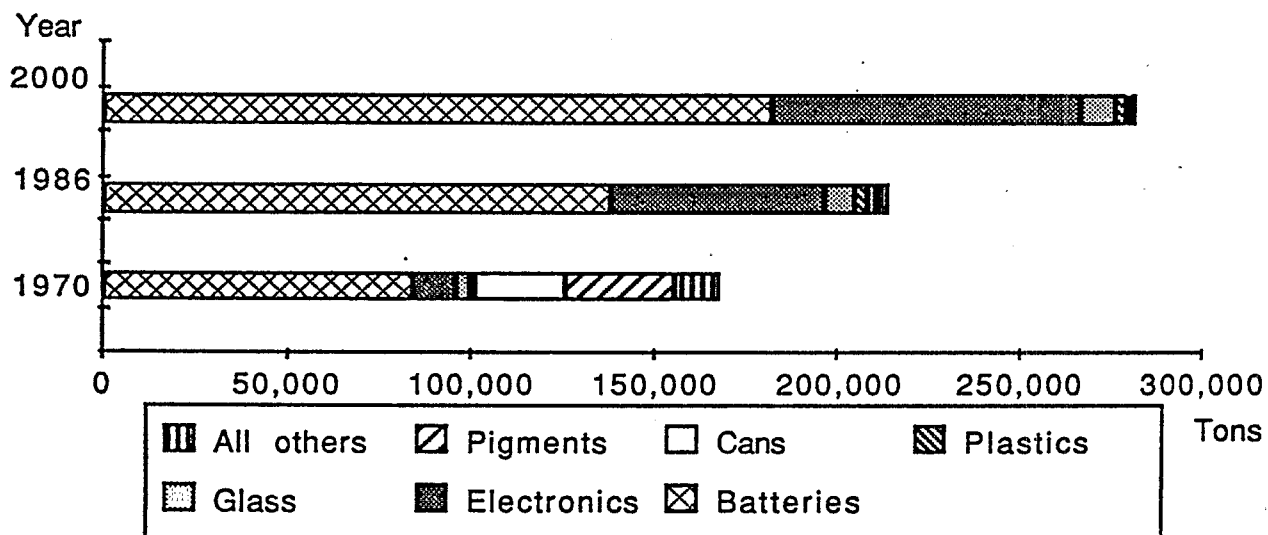 Year
2000
1986
1970
0 50,000 100,000 150,000 200,000 250,000 300,000
Tons
All others Pigments Cans Plastics
Glass Electronics Batteries